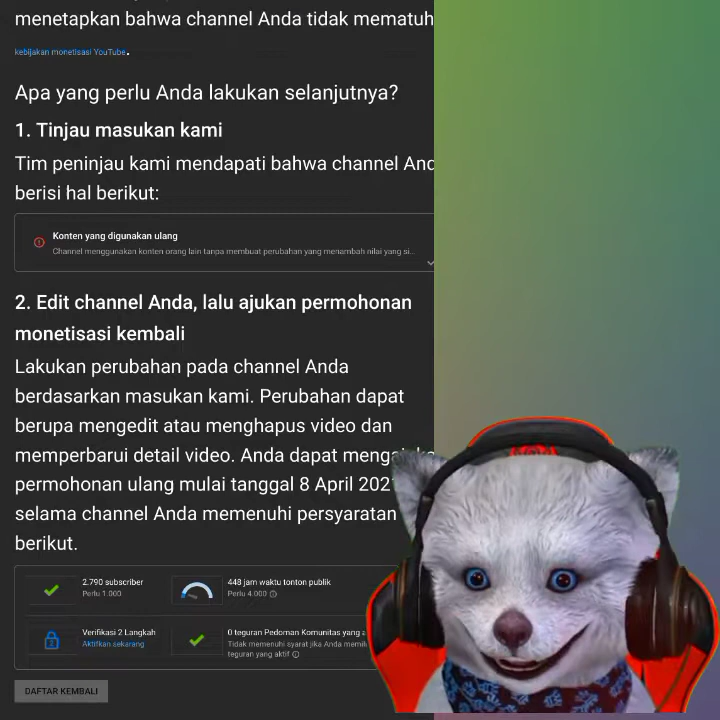 menetapkan bahwa channel Anda tidak mematuh
kebijakan monetisasi YouTube.
Apa yang perlu Anda lakukan selanjutnya?
1. Tinjau masukan kami
Tim peninjau kami mendapati bahwa channel And
berisi hal berikut:
Konten yang digunakan ulang
Channel menggunakan konten orang lain tanpa membuat perubahan yang menambah nilai yang si...
2. Edit channel Anda, lalu ajukan permohonan
monetisasi kembali
Lakukan perubahan pada channel Anda
berdasarkan masukan kami. Perubahan dapat
berupa mengedit atau menghapus video dan
memperbarui detail video. Anda dapat
permohonan ulang mulai tanggal 8 April
selama channel Anda memenuhi persyaratan
berikut.
2.790 subscriber
Perlu 1.000
448 jam waktu tonton publik
Perlu 4.000
Verifikasi 2 Langkah
Aktifkan sekarang
0 teguran Pedoman Komunitas yang a
Tidak memenuhi syarat jika Anda memi
teguran yang aktif
DAFTAR KEMBALI